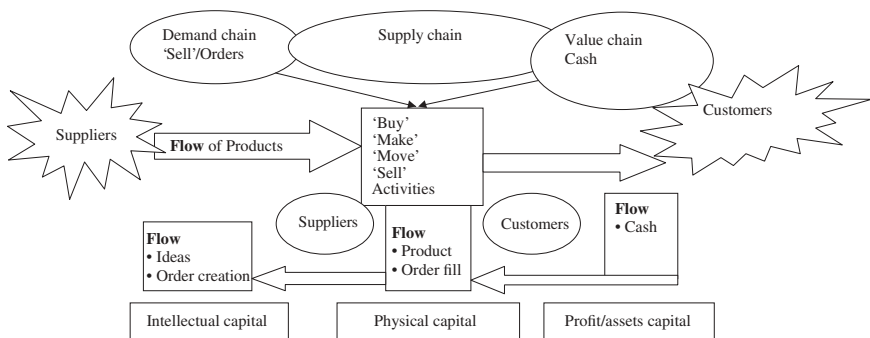 Demand chain
‘Sell’/Orders
Supply chain
Value chain
Cash
Suppliers
Flow of Products
‘Buy’
‘Make’
‘Move’
‘Sell’
Activities
Customers
Suppliers
Customers
Flow
• Ideas
• Order creation
Flow
• Product
• Order fill
Flow
• Cash
Intellectual capital
Physical capital
Profit/assets capital